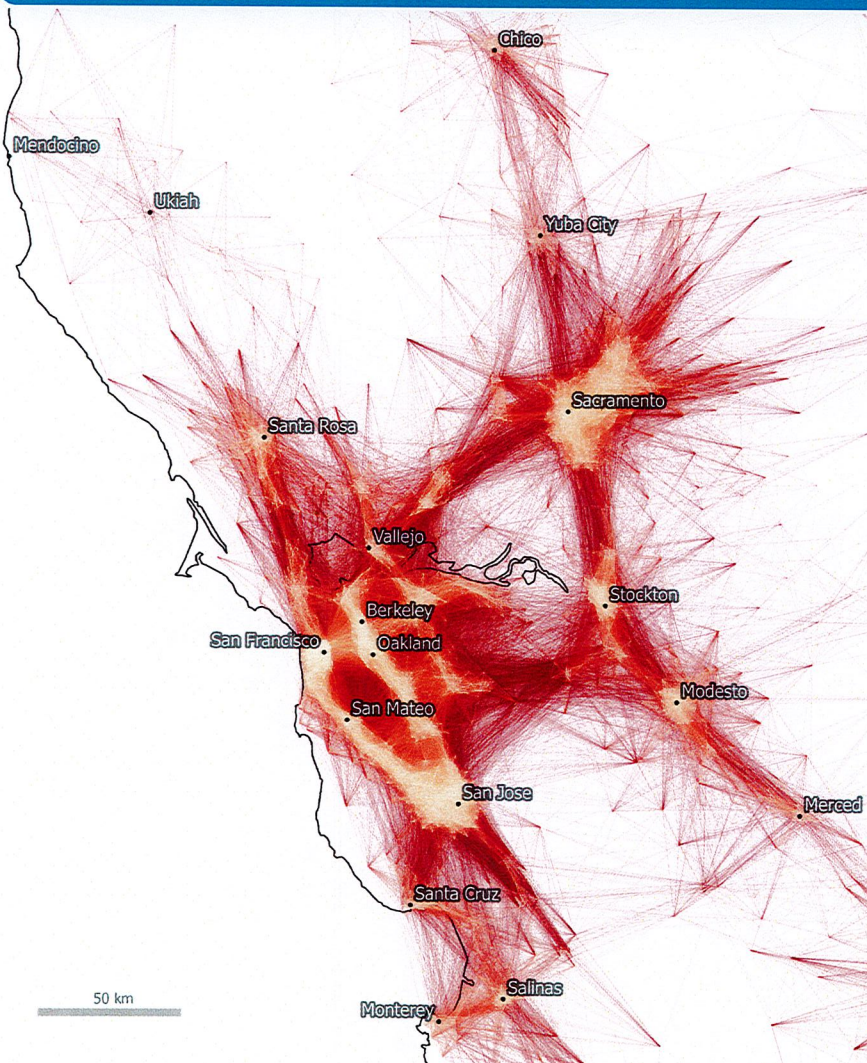 Chico
Mendocino
Ukiah
Yuba City
Sacramento
Santa Rosa
Vallejo
Stockton
Berkeley
San Francisco
Oakland
Modesto
San Mateo
San Jose
Merced
Santa Cruz
Salinas
50 km
Monterey